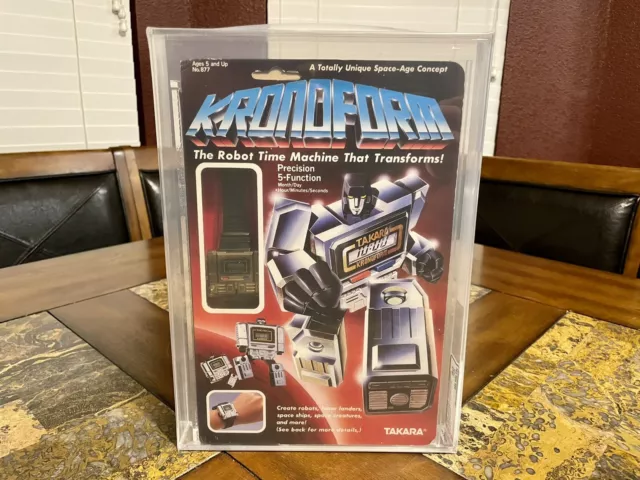 Ages 5 and Up
No. 877
A Totally Unique Space-Age Concept
KRONOFORM
The Robot Time Machine That Transforms!
Precision
5-Function
Month/Day
Hour/Minutes/Seconds
TAKARA
KRONOFORM
Create robots, lunar landers,
space ships, space creatures,
and more!
(See back for more details.)
TAKARA